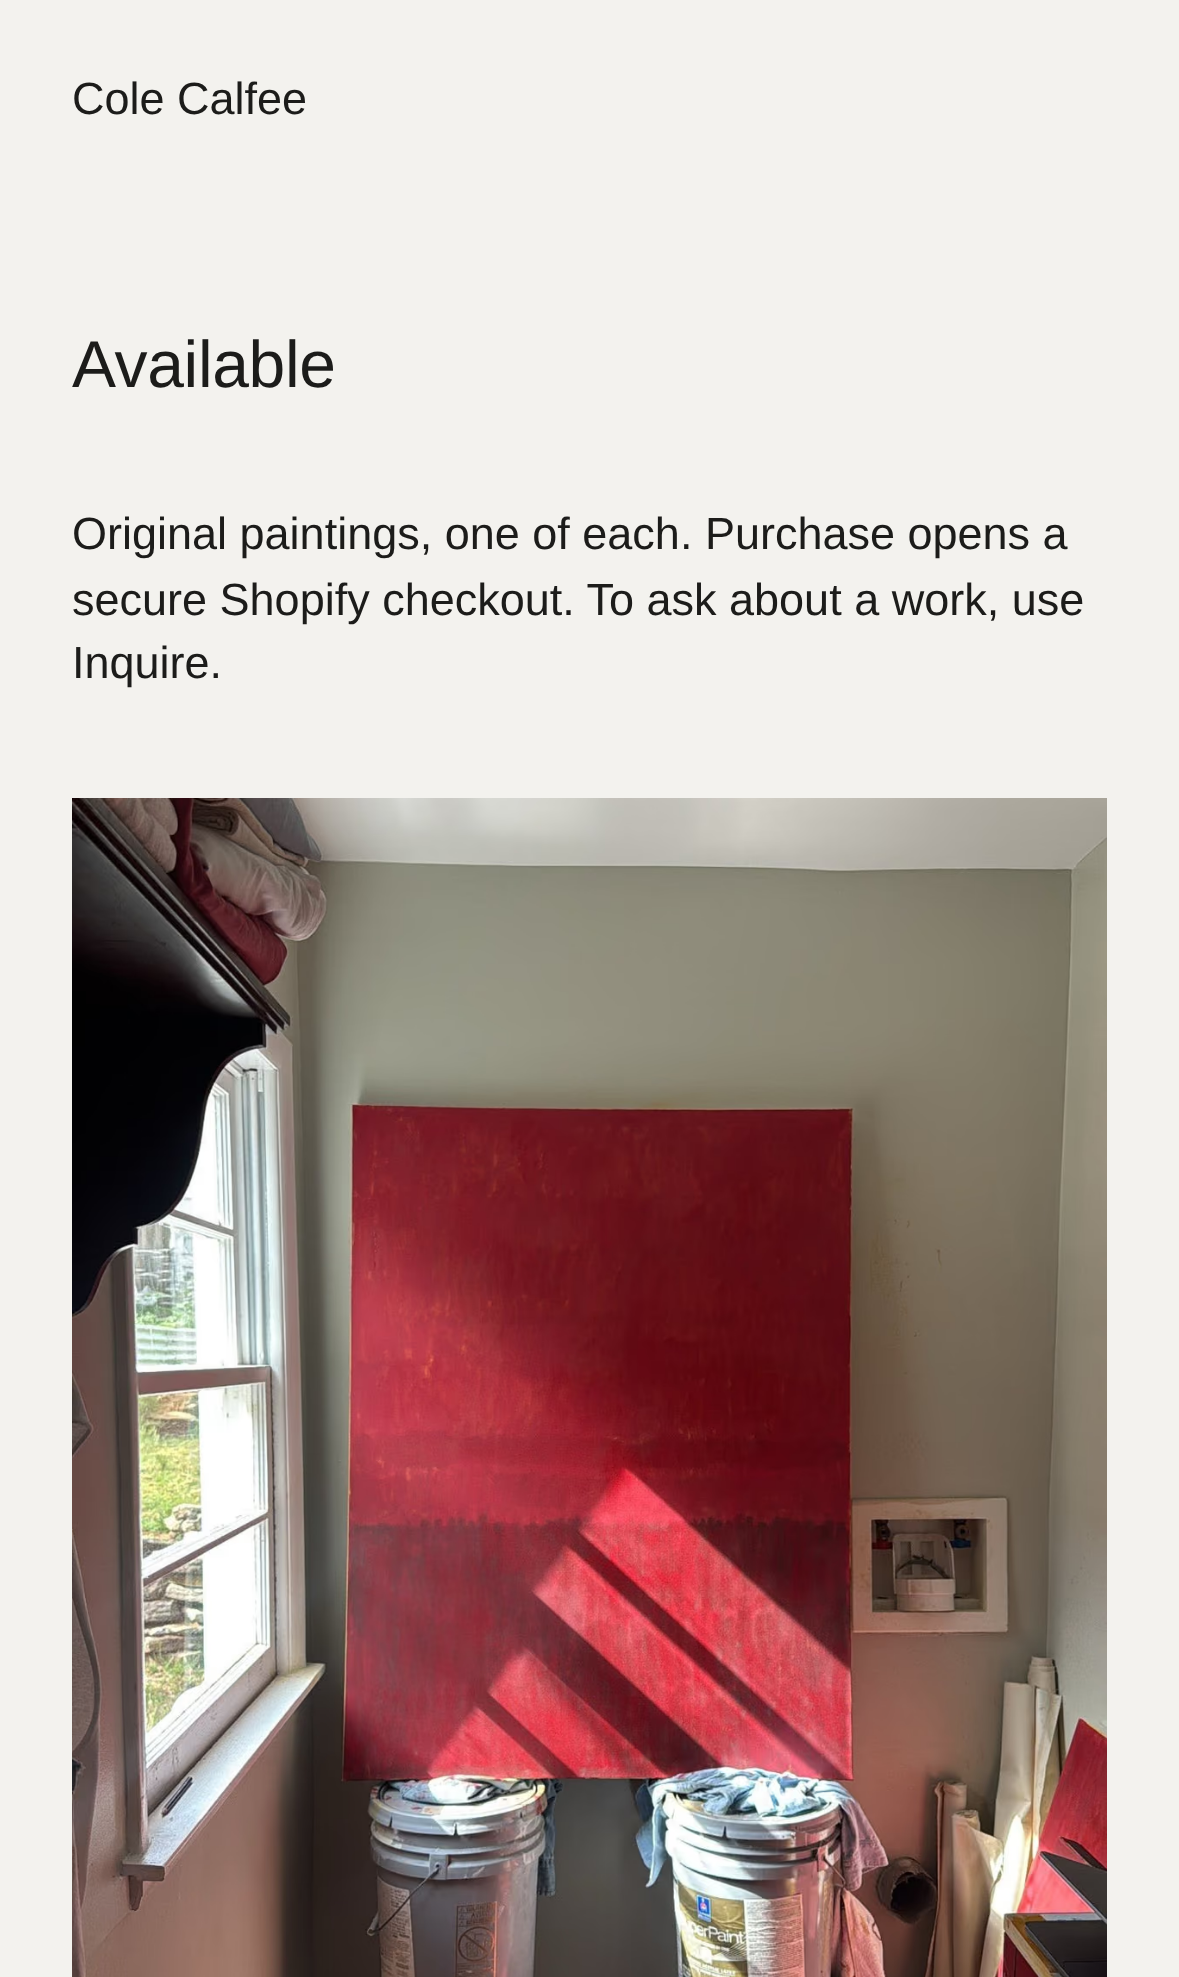 Cole Calfee
Available
Original paintings, one of each. Purchase opens a
secure Shopify checkout. To ask about a work, use
Inquire.